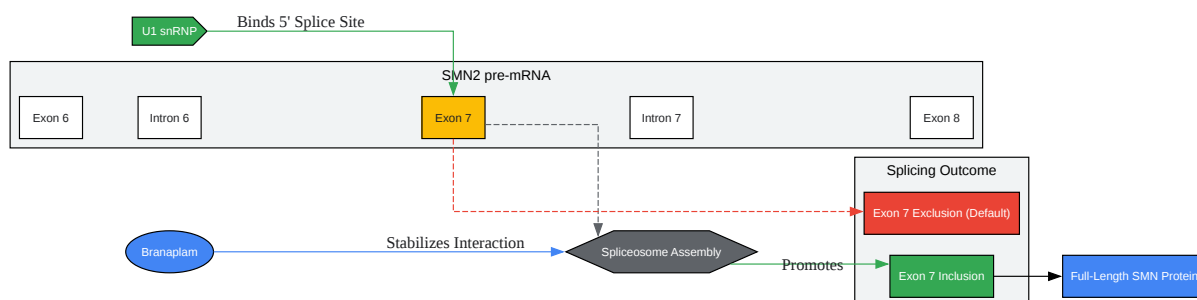 U1 snRNP
Binds 5' Splice Site
SMN2 pre-mRNA
Exon 6
Intron 6
Exon 7
Intron 7
Exon 8
Splicing Outcome
Exon 7 Exclusion (Default)
Branaplam
Stabilizes Interaction
Spliceosome Assembly
Promotes
Exon 7 Inclusion
Full-Length SMN Protein